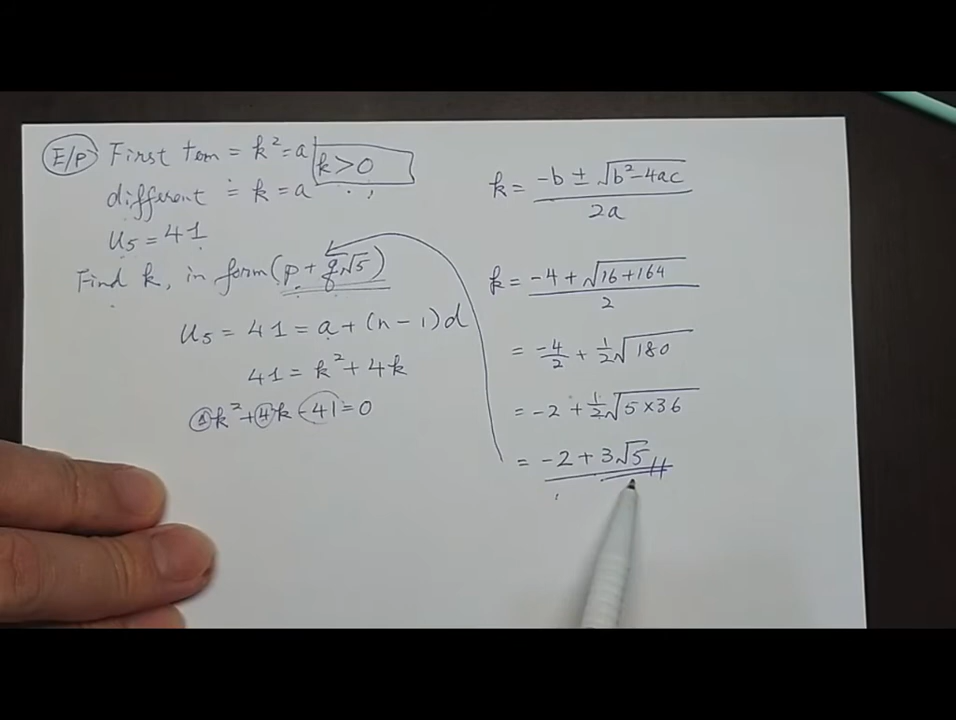 E/P First tem = k² = a k > 0
different = k = a
U₅ = 41
Find k, in form (p + q√5)
U₅ = 41 = a + (n - 1)d
41 = k² + 4k
1k² + 4k - 41 = 0
k = (-b ± √(b² - 4ac)) / 2a
k = (-4 + √(16 + 164)) / 2
= -4/2 + 1/2 √180
= -2 + 1/2 √(5 × 36)
= -2 + 3√5